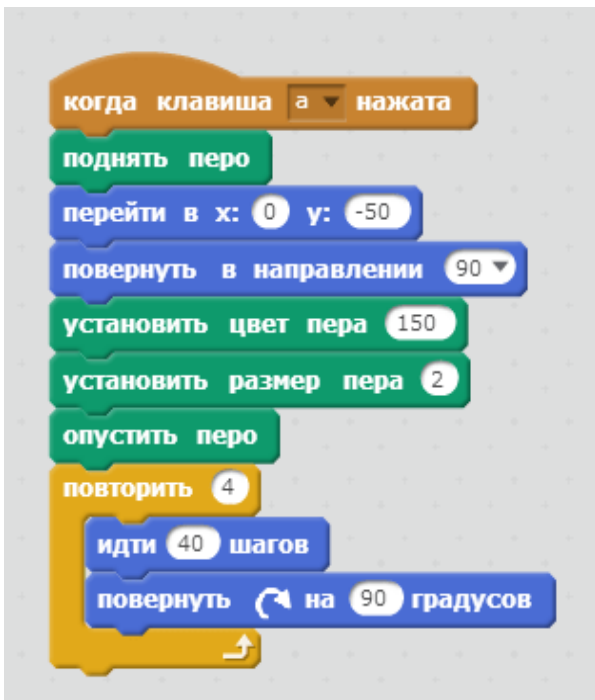 когда клавиша a нажата
поднять перо
перейти в x: 0 y: -50
повернуть в направлении 90
установить цвет пера 150
установить размер пера 2
опустить перо
повторить 4
идти 40 шагов
повернуть на 90 градусов